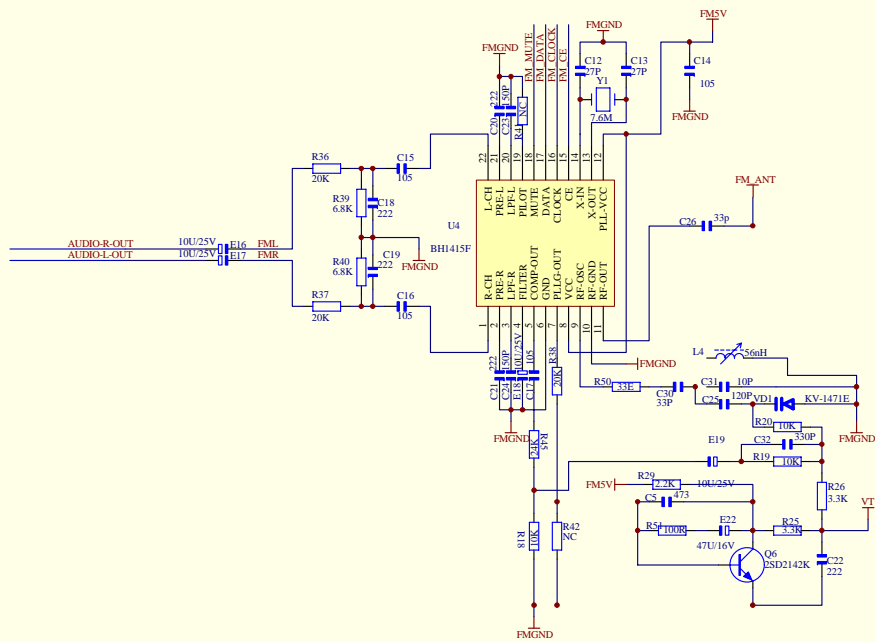 FM5V
FMGND
FMGND
FM_MUTE
FM_DATA
FM_CLOCK
FM_CE
C12
27P
C13
27P
C14
105
FMGND
Y1
7.6M
222
C20
150P
C23
NC
22
21
20
19
18
17
16
15
14
13
12
R36
20K
C15
105
R39
6.8K
C18
222
U4
BH1415F
L-CH
PRE-L
LPF-L
PILOT
MUTE
DATA
CLOCK
CE
X-IN
X-OUT
PLL-VCC
FM_ANT
C26
33p
AUDIO-R-OUT
10U/25V
E16
FML
AUDIO-L-OUT
10U/25V
E17
FMR
FMGND
C19
222
R40
6.8K
R37
20K
C16
105
R-CH
PRE-R
LPF-R
FILTER
COMP-OUT
GND
PLLG-OUT
VCC
RF-OSC
RF-GND
RF-OUT
1
2
3
4
5
6
7
8
9
10
11
222
C21
150P
C24
10U/25V
E18
105
C17
R38
20K
FMGND
FMGND
L4
56nH
R50
33E
C30
33P
C31
10P
C25
120P
VD1
KV-1471E
R20
10K
FMGND
R45
24K
E19
C32
330P
R19
10K
FM5V
R29
2.2K
10U/25V
C5
473
R26
3.3K
VT
R51
100R
E22
47U/16V
R25
3.3K
R18
10K
R42
NC
Q6
2SD2142K
C22
222
FMGND